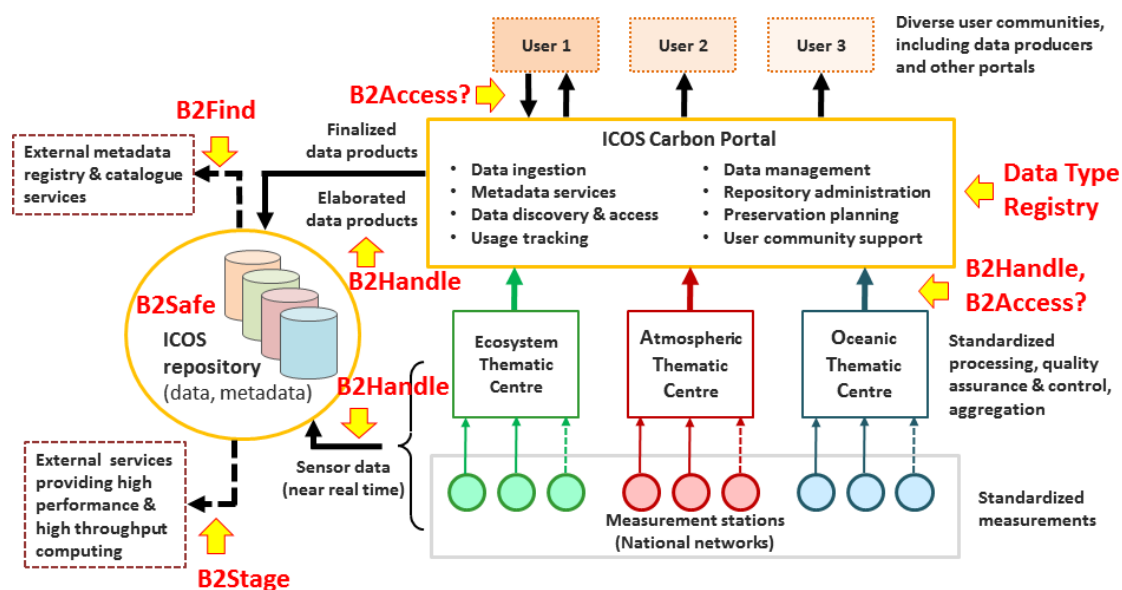 User 1
User 2
User 3
Diverse user communities,
including data producers
and other portals
B2Access?
B2Find
External metadata
registry & catalogue
services
Finalized
data products
Elaborated
data products
B2Handle
ICOS Carbon Portal
• Data ingestion
• Metadata services
• Data discovery & access
• Usage tracking
• Data management
• Repository administration
• Preservation planning
• User community support
Data Type
Registry
B2Handle,
B2Access?
B2Safe
ICOS
repository
(data, metadata)
Ecosystem
Thematic
Centre
Atmospheric
Thematic
Centre
Oceanic
Thematic
Centre
Standardized
processing, quality
assurance & control,
aggregation
B2Handle
Sensor data
(near real time)
External services
providing high
performance &
high throughput
computing
B2Stage
Measurement stations
(National networks)
Standardized
measurements